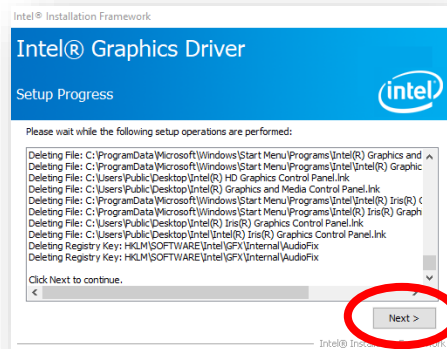 Intel® Installation Framework
Intel® Graphics Driver
Setup Progress
intel
Please wait while the following setup operations are performed:
Deleting File: C:\ProgramData\Microsoft\Windows\Start Menu\Programs\Intel(R) Graphics and
Deleting File: C:\ProgramData\Microsoft\Windows\Start Menu\Programs\Intel\Intel(R) Graphic
Deleting File: C:\Users\Public\Desktop\Intel(R) HD Graphics Control Panel.lnk
Deleting File: C:\Users\Public\Desktop\Intel(R) Graphics and Media Control Panel.lnk
Deleting File: C:\ProgramData\Microsoft\Windows\Start Menu\Programs\Intel\Intel(R) Iris(R) G
Deleting File: C:\ProgramData\Microsoft\Windows\Start Menu\Programs\Intel(R) Iris(R) Graph
Deleting File: C:\Users\Public\Desktop\Intel(R) Iris(R) Graphics Control Panel.lnk
Deleting File: C:\Users\Public\Desktop\Intel\Intel(R) Iris(R) Graphics Control Panel.lnk
Deleting Registry Key: HKLM\SOFTWARE\Intel\GFX\Internal\AudioFix
Deleting Registry Key: HKLM\SOFTWARE\Intel\GFX\Internal\AudioFix
Click Next to continue.
Next >
Intel®